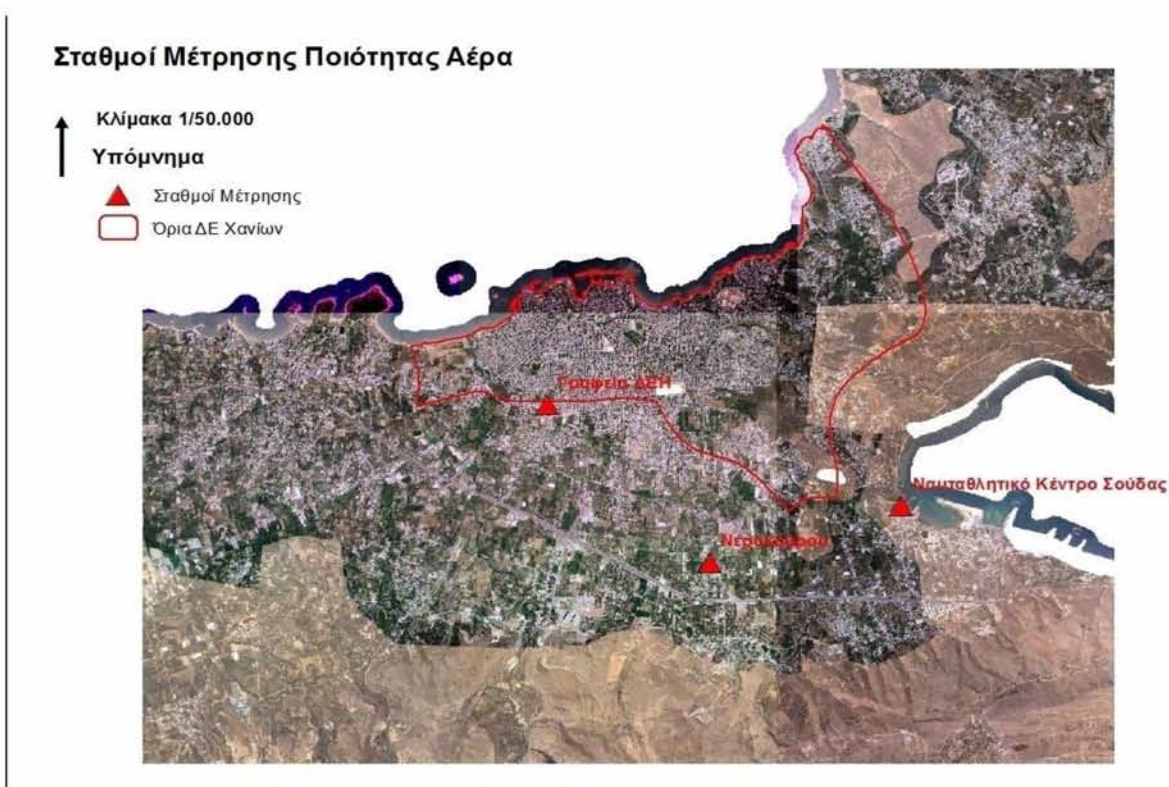 Σταθμοί Μέτρησης Ποιότητας Αέρα
Κλίμακα 1/50.000
Υπόμνημα
Σταθμοί Μέτρησης
Όρια ΔΕ Χανίων
Γραφεία ΔΕΗ
Ναυταθλητικό Κέντρο Σούδας
Νεροκούρου